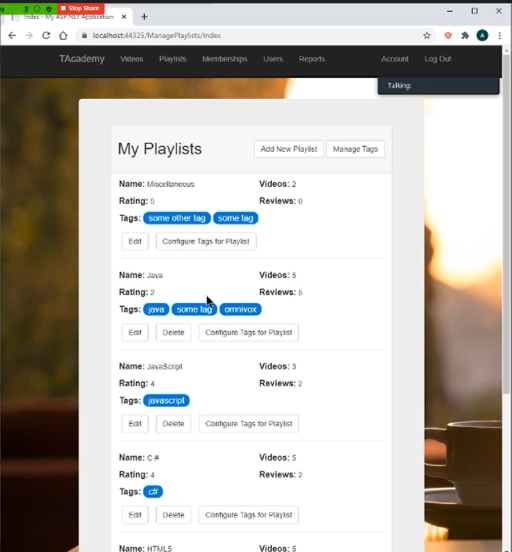 Stop Share
Index - My ASP.NET Application
localhost:44325/ManagePlaylists/Index
A
TAcademy Videos Playlists Memberships Users Reports Account Log Out
Talking:
My Playlists Add New Playlist Manage Tags
Name: Miscellaneous Videos: 2
Rating: 5 Reviews: 0
Tags: some other tag some tag
Edit Configure Tags for Playlist
Name: Java Videos: 5
Rating: 2 Reviews: 5
Tags: java some tag omnivox
Edit Delete Configure Tags for Playlist
Name: JavaScript Videos: 3
Rating: 4 Reviews: 2
Tags: javascript
Edit Delete Configure Tags for Playlist
Name: C # Videos: 5
Rating: 4 Reviews: 2
Tags: c#
Edit Delete Configure Tags for Playlist
Name: HTML5 Videos: 5